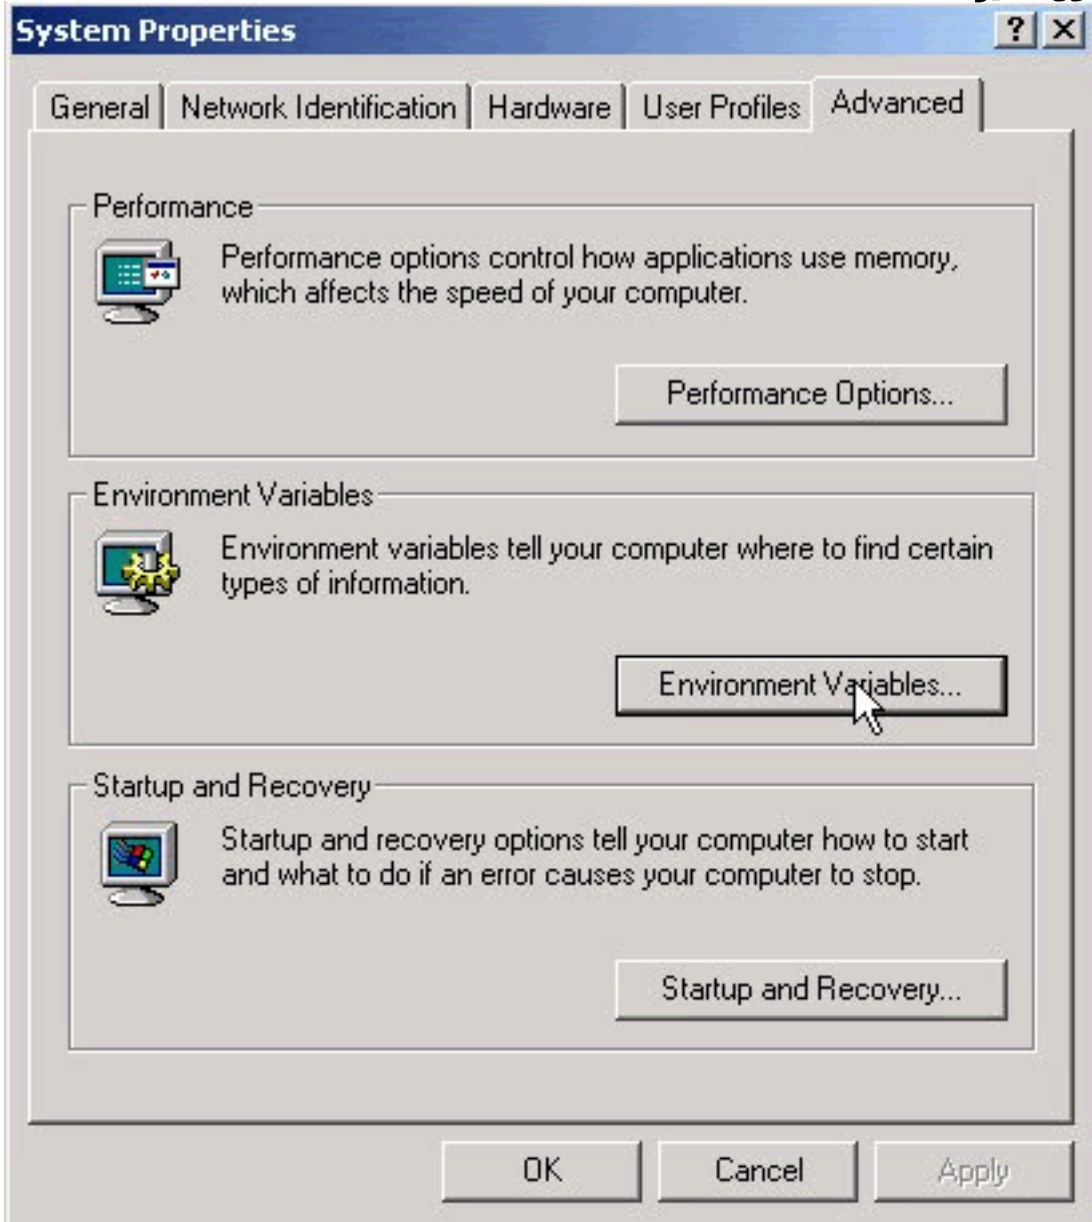 System Properties
General Network Identification Hardware User Profiles Advanced
Performance
Performance options control how applications use memory,
which affects the speed of your computer.
Performance Options...
Environment Variables
Environment variables tell your computer where to find certain
types of information.
Environment Variables...
Startup and Recovery
Startup and recovery options tell your computer how to start
and what to do if an error causes your computer to stop.
Startup and Recovery...
OK Cancel Apply